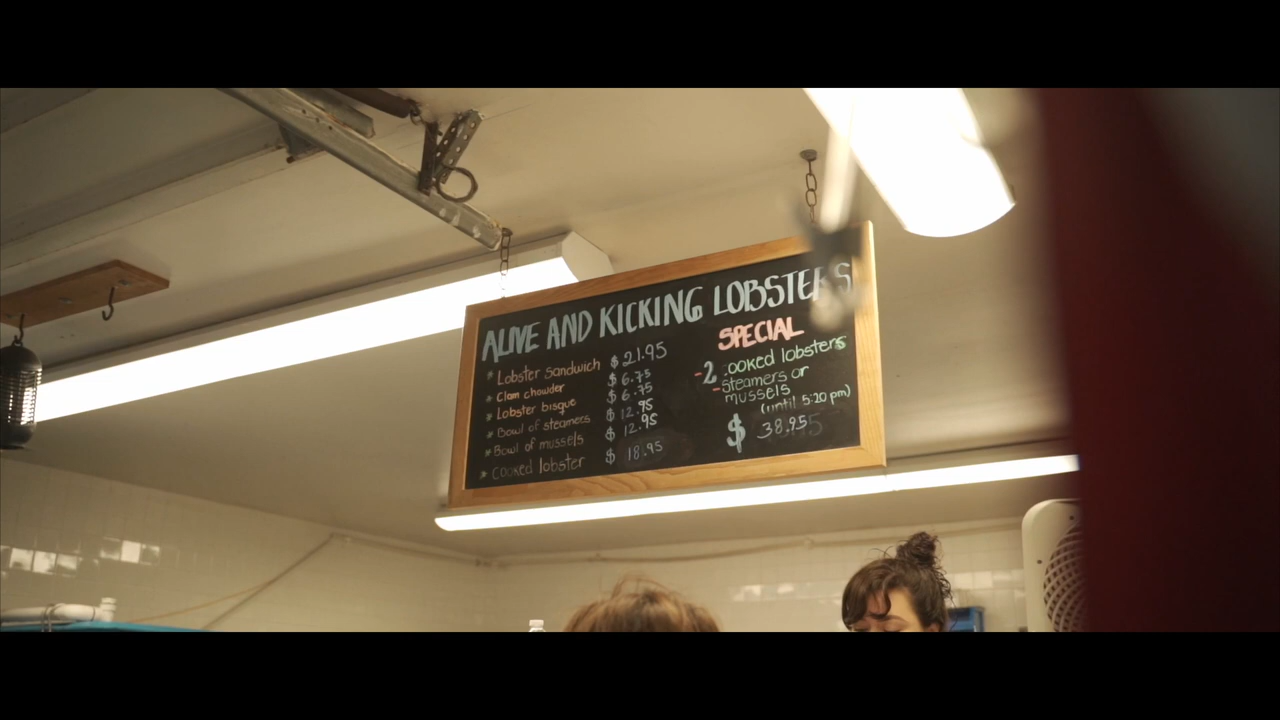 ALIVE AND KICKING LOBSTERS
* Lobster sandwich $ 21.95
* Clam chowder $ 6.75
* Lobster bisque $ 6.75
* Bowl of steamers $ 12.95
* Bowl of mussels $ 12.95
* cooked lobster $ 18.95
SPECIAL
-2 cooked lobsters
-steamers or
mussels
(until 5:20 pm)
$ 38.95